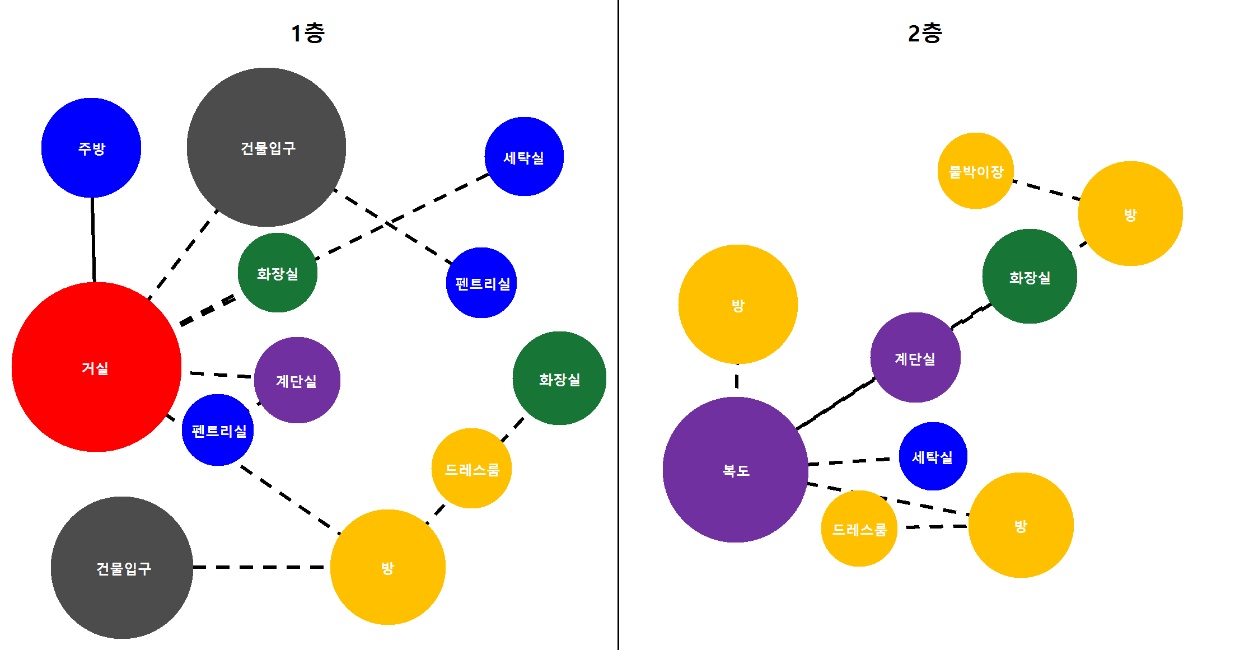 1층
주방
건물입구
세탁실
화장실
펜트리실
거실
계단실
화장실
펜트리실
드레스룸
건물입구
방
2층
붙박이장
방
화장실
방
계단실
세탁실
복도
드레스룸
방